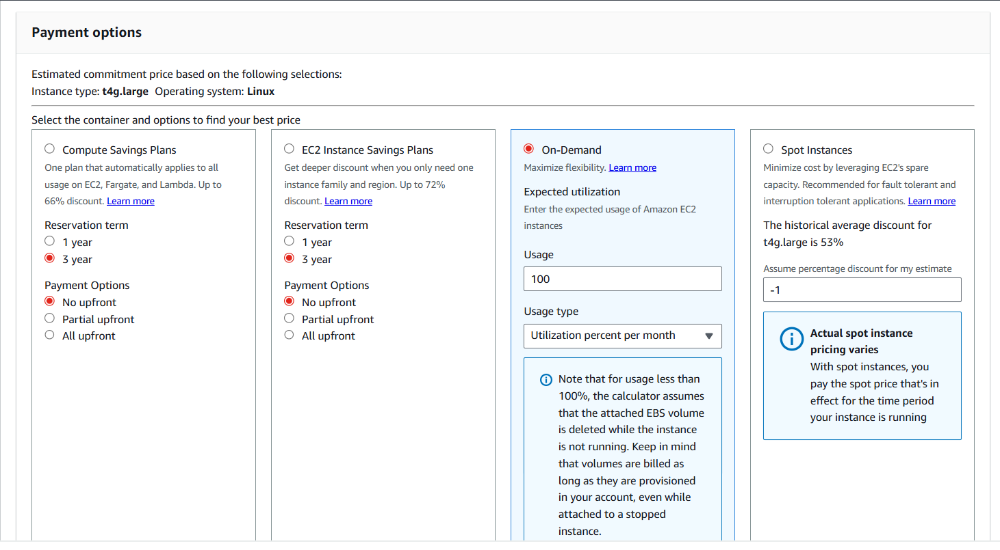 Payment options
Estimated commitment price based on the following selections:
Instance type: t4g.large Operating system: Linux
Select the container and options to find your best price
Compute Savings Plans
One plan that automatically applies to all
usage on EC2, Fargate, and Lambda. Up to
66% discount. Learn more
Reservation term
1 year
3 year
Payment Options
No upfront
Partial upfront
All upfront
EC2 Instance Savings Plans
Get deeper discount when you only need one
instance family and region. Up to 72%
discount. Learn more
Reservation term
1 year
3 year
Payment Options
No upfront
Partial upfront
All upfront
On-Demand
Maximize flexibility. Learn more
Expected utilization
Enter the expected usage of Amazon EC2
instances
Usage
100
Usage type
Utilization percent per month
Note that for usage less than
100%, the calculator assumes
that the attached EBS volume
is deleted while the instance
is not running. Keep in mind
that volumes are billed as
long as they are provisioned
in your account, even while
attached to a stopped
instance.
Spot Instances
Minimize cost by leveraging EC2's spare
capacity. Recommended for fault tolerant and
interruption tolerant applications. Learn more
The historical average discount for
t4g.large is 53%
Assume percentage discount for my estimate
-1
Actual spot instance
pricing varies
With spot instances, you
pay the spot price that's in
effect for the time period
your instance is running